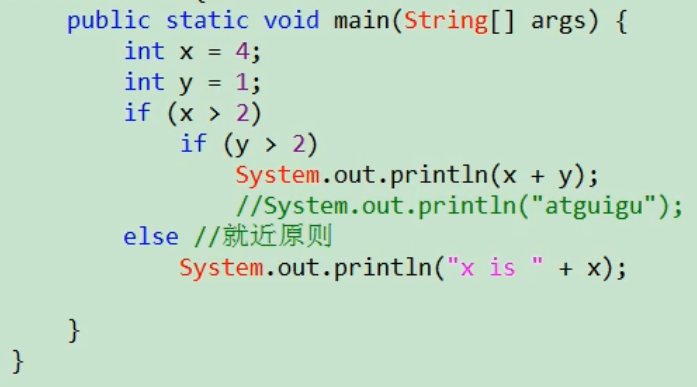 public static void main(String[] args) {
int x = 4;
int y = 1;
if (x > 2)
if (y > 2)
System.out.println(x + y);
//System.out.println("atguigu");
else //就近原则
System.out.println("x is " + x);
}
}